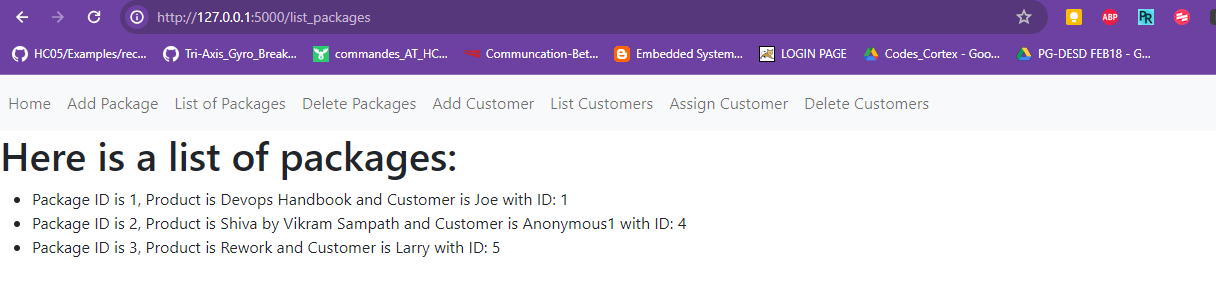 http://127.0.0.1:5000/list_packages
ABP
PR
HC05/Examples/rec... Tri-Axis_Gyro_Break... commandes_AT_HC... Communcation-Bet... Embedded System... LOGIN PAGE Codes_Cortex - Goo... PG-DESD FEB18 - G...
Home Add Package List of Packages Delete Packages Add Customer List Customers Assign Customer Delete Customers
Here is a list of packages:
Package ID is 1, Product is Devops Handbook and Customer is Joe with ID: 1
Package ID is 2, Product is Shiva by Vikram Sampath and Customer is Anonymous1 with ID: 4
Package ID is 3, Product is Rework and Customer is Larry with ID: 5